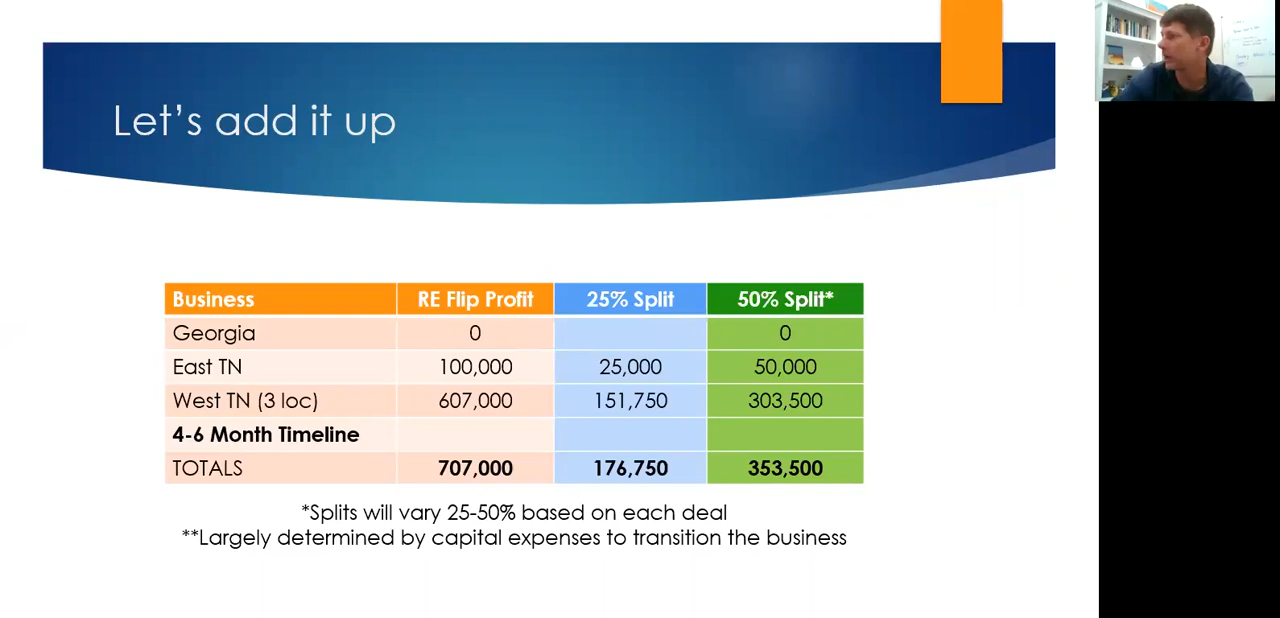 Let's add it up
Business RE Flip Profit 25% Split 50% Split*
Georgia 0 0
East TN 100,000 25,000 50,000
West TN (3 loc) 607,000 151,750 303,500
4-6 Month Timeline
TOTALS 707,000 176,750 353,500
*Splits will vary 25-50% based on each deal
**Largely determined by capital expenses to transition the business